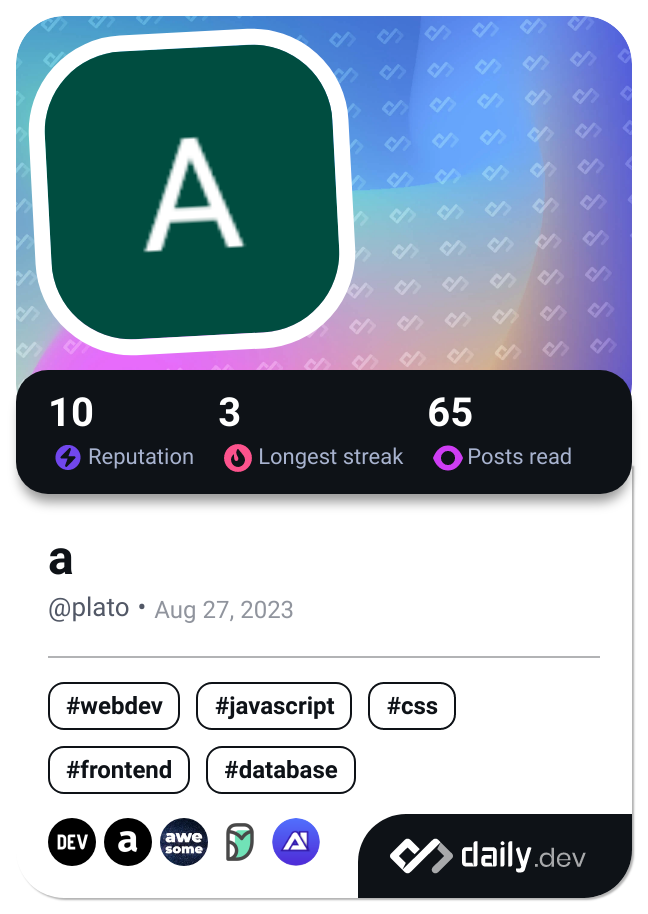 A
10 3 65
Reputation Longest streak Posts read
a
@plato • Aug 27, 2023
#webdev #javascript #css
#frontend #database
DEV a awe some daily.dev